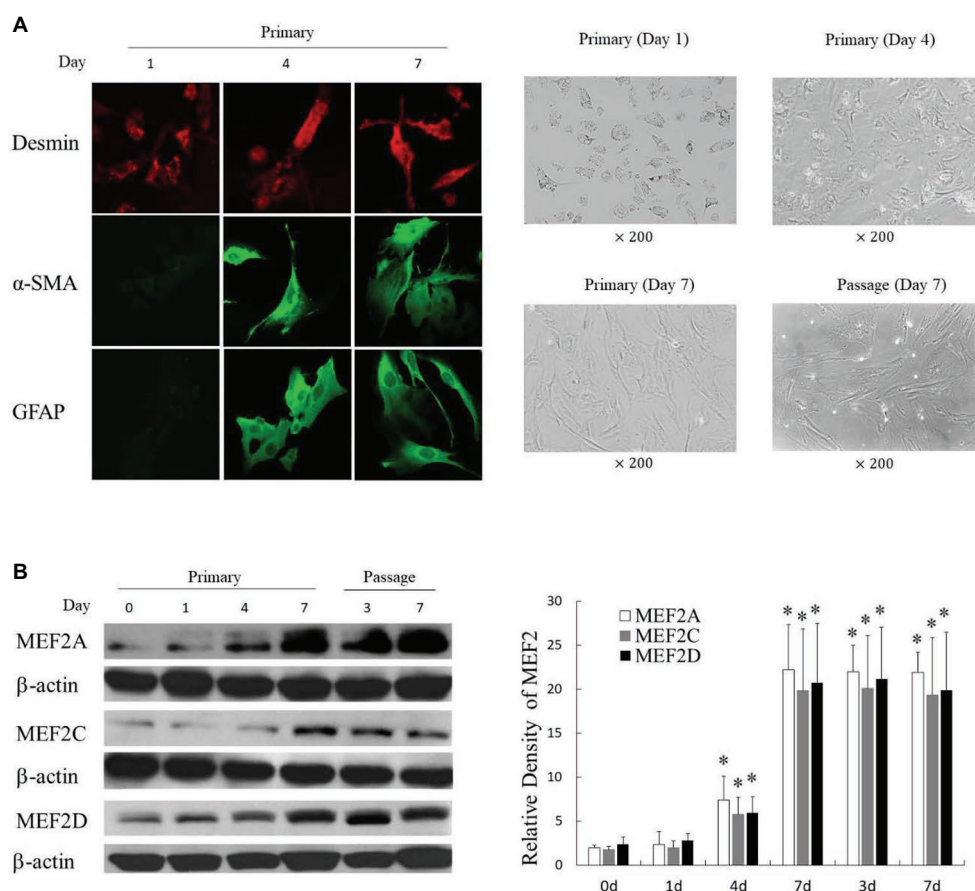 A
Primary
Day 1 4 7
Desmin
α-SMA
GFAP
Primary (Day 1)
× 200
Primary (Day 4)
× 200
Primary (Day 7)
× 200
Passage (Day 7)
× 200
B
Primary Passage
Day 0 1 4 7 3 7
MEF2A
β-actin
MEF2C
β-actin
MEF2D
β-actin
Relative Density of MEF2
30
25
20
15
10
5
0
MEF2A
MEF2C
MEF2D
* * *
* * *
* * *
* * *
0d 1d 4d 7d 3d 7d